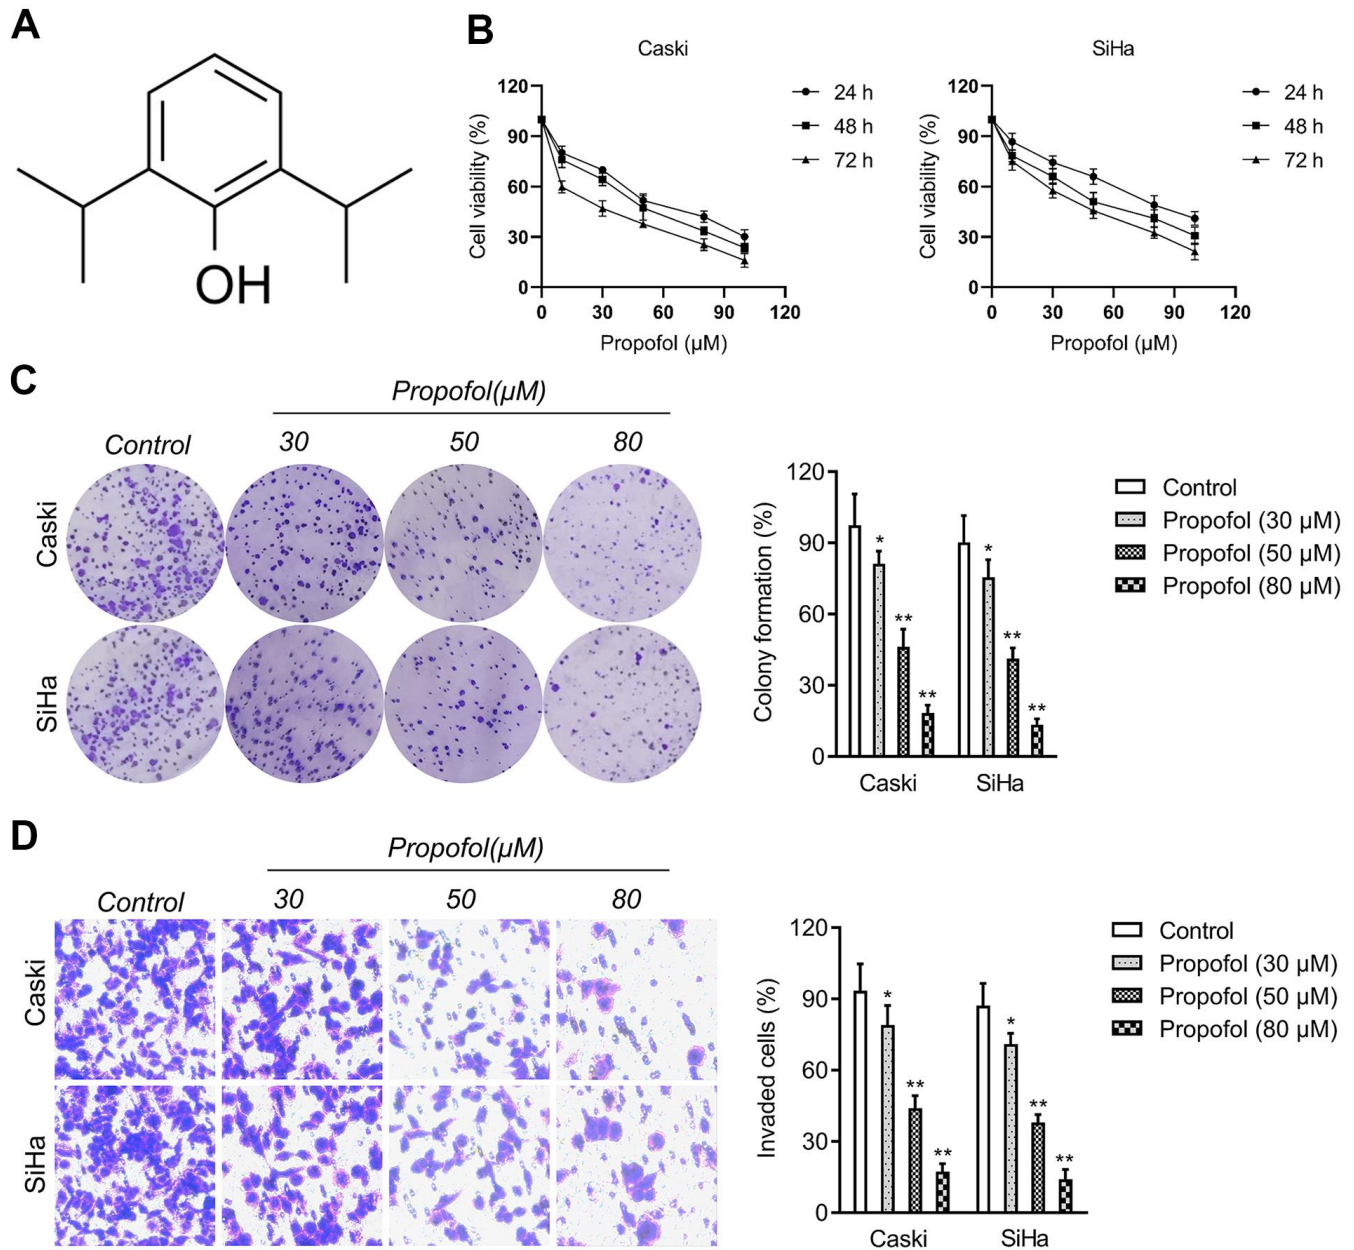 A
OH
B
Caski
Cell viability (%)
120
90
60
30
0
0 30 60 90 120
Propofol (µM)
24 h
48 h
72 h
SiHa
Cell viability (%)
120
90
60
30
0
0 30 60 90 120
Propofol (µM)
24 h
48 h
72 h
C
Propofol(µM)
Control 30 50 80
Caski
SiHa
Colony formation (%)
120
90
60
30
0
* ** **
* ** **
Caski SiHa
Control
Propofol (30 µM)
Propofol (50 µM)
Propofol (80 µM)
D
Propofol(µM)
Control 30 50 80
Caski
SiHa
Invaded cells (%)
120
90
60
30
0
* ** **
* ** **
Caski SiHa
Control
Propofol (30 µM)
Propofol (50 µM)
Propofol (80 µM)